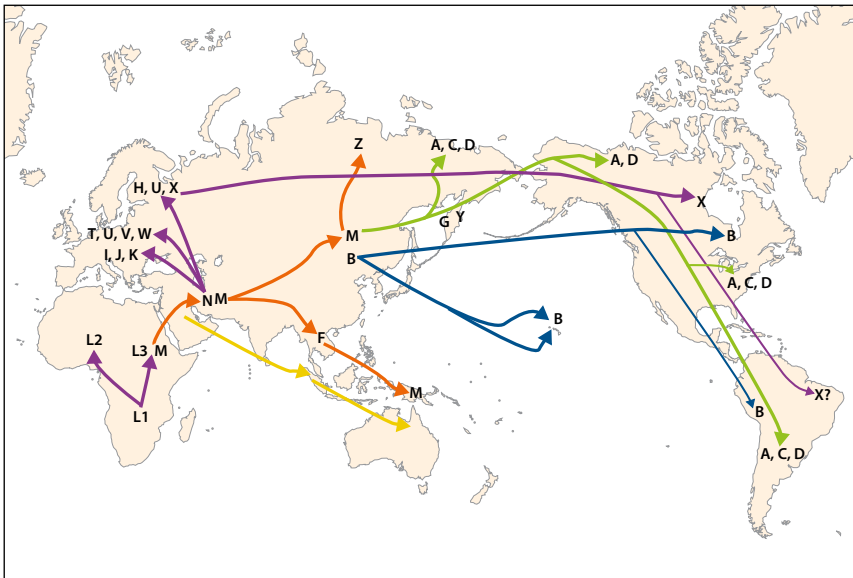 Z
A, C, D
A, D
H, U, X
X
G Y
T, U, V, W
M
B
I, J, K
B
A, C, D
N M
B
F
L2
L3 M
M
X?
L1
B
A, C, D